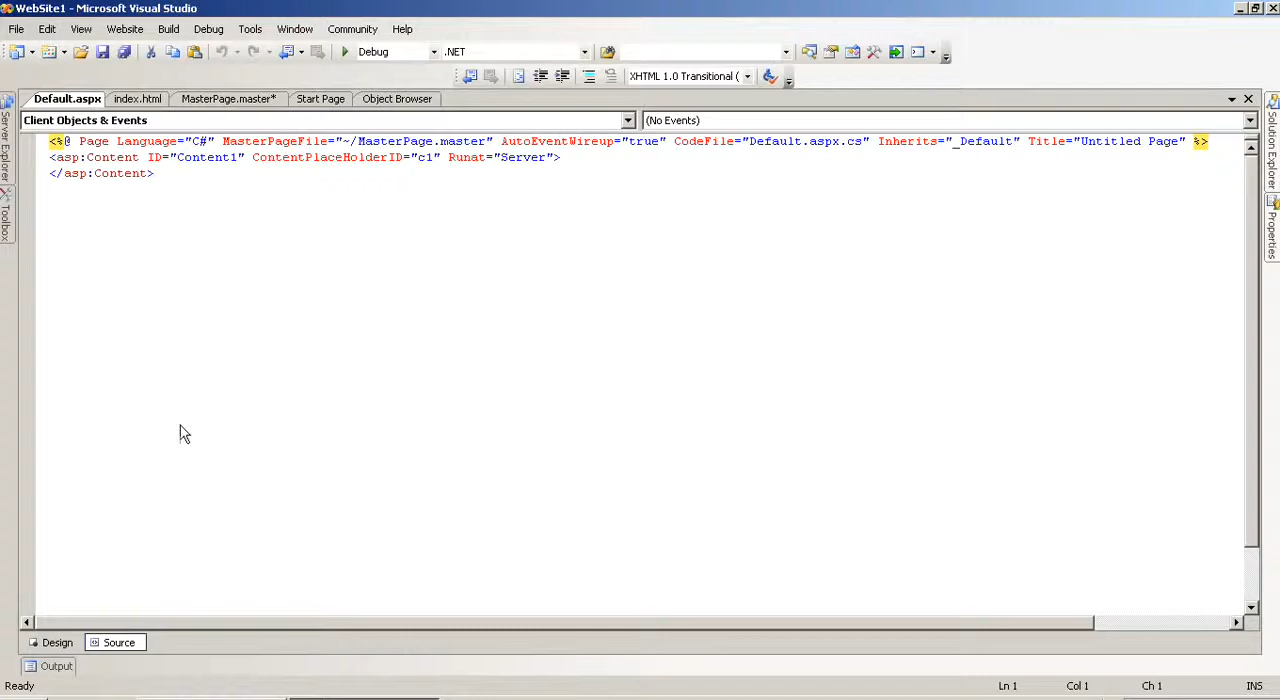 WebSite1 - Microsoft Visual Studio
File Edit View Website Build Debug Tools Window Community Help
Debug .NET
XHTML 1.0 Transitional (
Default.aspx index.html MasterPage.master* Start Page Object Browser
Client Objects & Events (No Events)
<%@ Page Language="C#" MasterPageFile="~/MasterPage.master" AutoEventWireup="true" CodeFile="Default.aspx.cs" Inherits="_Default" Title="Untitled Page" %>
<asp:Content ID="Content1" ContentPlaceHolderID="c1" Runat="Server">
</asp:Content>
Server Explorer
Toolbox
Solution Explorer
Properties
Design Source
Output
Ready Ln 1 Col 1 Ch 1 INS